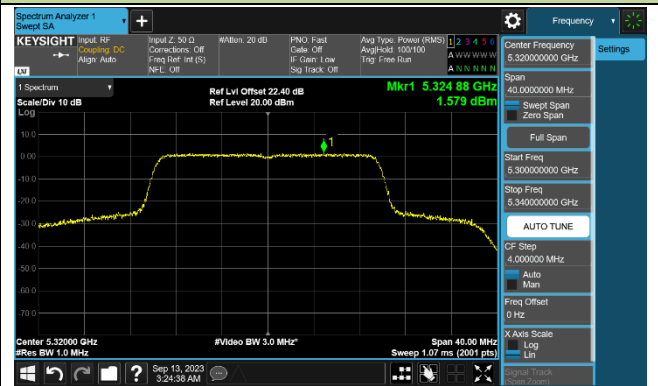 Spectrum Analyzer 1
Swept SA
Frequency
KEYSIGHT
Input: RF
Coupling: DC
Align: Auto
Input Z: 50 Ω
Corrections: Off
Freq Ref: Int (S)
NFE: Off
#Atten: 20 dB
PNO: Fast
Gate: Off
IF Gain: Low
Sig Track: Off
Avg Type: Power (RMS)
Avg|Hold: 100/100
Trig: Free Run
1 2 3 4 5 6
A W W W W W
A N N N N N
LXI
1 Spectrum
Scale/Div 10 dB
Log
Ref Lvl Offset 22.40 dB
Ref Level 20.00 dBm
Mkr1 5.324 88 GHz
1.579 dBm
1
10.0
0.00
-10.0
-20.0
-30.0
-40.0
-50.0
-60.0
-70.0
Center 5.32000 GHz
#Res BW 1.0 MHz
#Video BW 3.0 MHz*
Span 40.00 MHz
Sweep 1.07 ms (2001 pts)
Sep 13, 2023
3:24:38 AM
Center Frequency
5.320000000 GHz
Settings
Span
40.0000000 MHz
Swept Span
Zero Span
Full Span
Start Freq
5.300000000 GHz
Stop Freq
5.340000000 GHz
AUTO TUNE
CF Step
4.000000 MHz
Auto
Man
Freq Offset
0 Hz
X Axis Scale
Log
Lin
Signal Track
(Span Zoom)